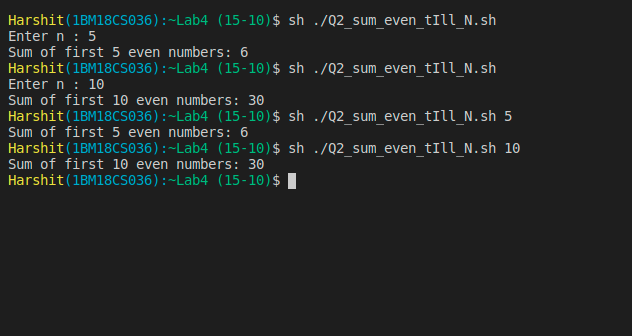 Harshit(1BM18CS036):~Lab4 (15-10)$ sh ./Q2_sum_even_tIll_N.sh
Enter n : 5
Sum of first 5 even numbers: 6
Harshit(1BM18CS036):~Lab4 (15-10)$ sh ./Q2_sum_even_tIll_N.sh
Enter n : 10
Sum of first 10 even numbers: 30
Harshit(1BM18CS036):~Lab4 (15-10)$ sh ./Q2_sum_even_tIll_N.sh 5
Sum of first 5 even numbers: 6
Harshit(1BM18CS036):~Lab4 (15-10)$ sh ./Q2_sum_even_tIll_N.sh 10
Sum of first 10 even numbers: 30
Harshit(1BM18CS036):~Lab4 (15-10)$